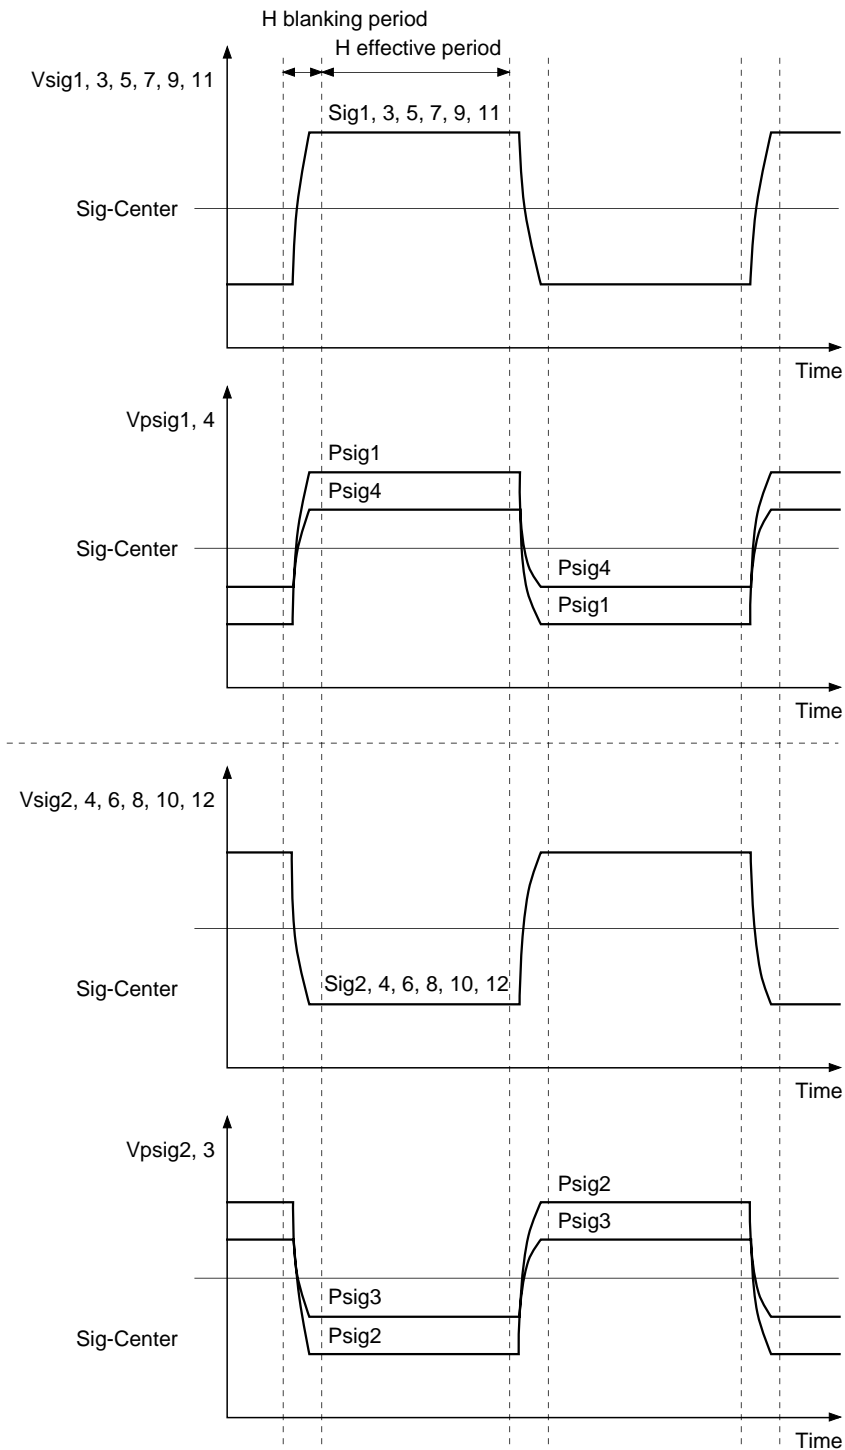 H blanking period
H effective period
Vsig1, 3, 5, 7, 9, 11
Sig1, 3, 5, 7, 9, 11
Sig-Center
Time
Vpsig1, 4
Psig1
Psig4
Sig-Center
Psig4
Psig1
Time
Vsig2, 4, 6, 8, 10, 12
Sig-Center
Sig2, 4, 6, 8, 10, 12
Time
Vpsig2, 3
Psig2
Psig3
Psig3
Sig-Center
Psig2
Time